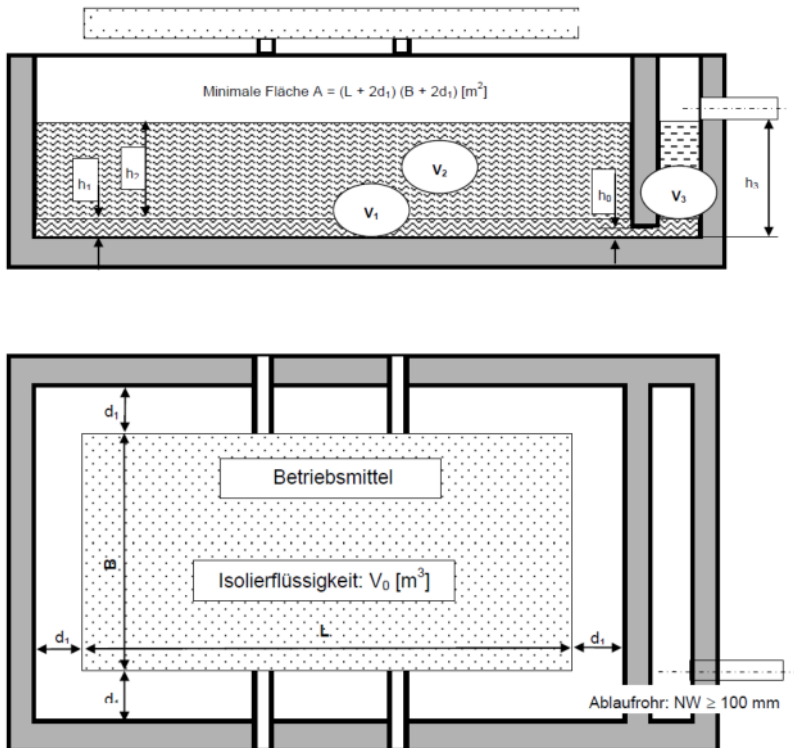 Minimale Fläche A = (L + 2d₁) (B + 2d₁) [m²]
h₁
h₂
V₂
V₁
h₀
V₃
h₃
d₁
Betriebsmittel
B
Isolierflüssigkeit: V₀ [m³]
L
d₁
d₁
d₁
Ablaufrohr: NW ≥ 100 mm